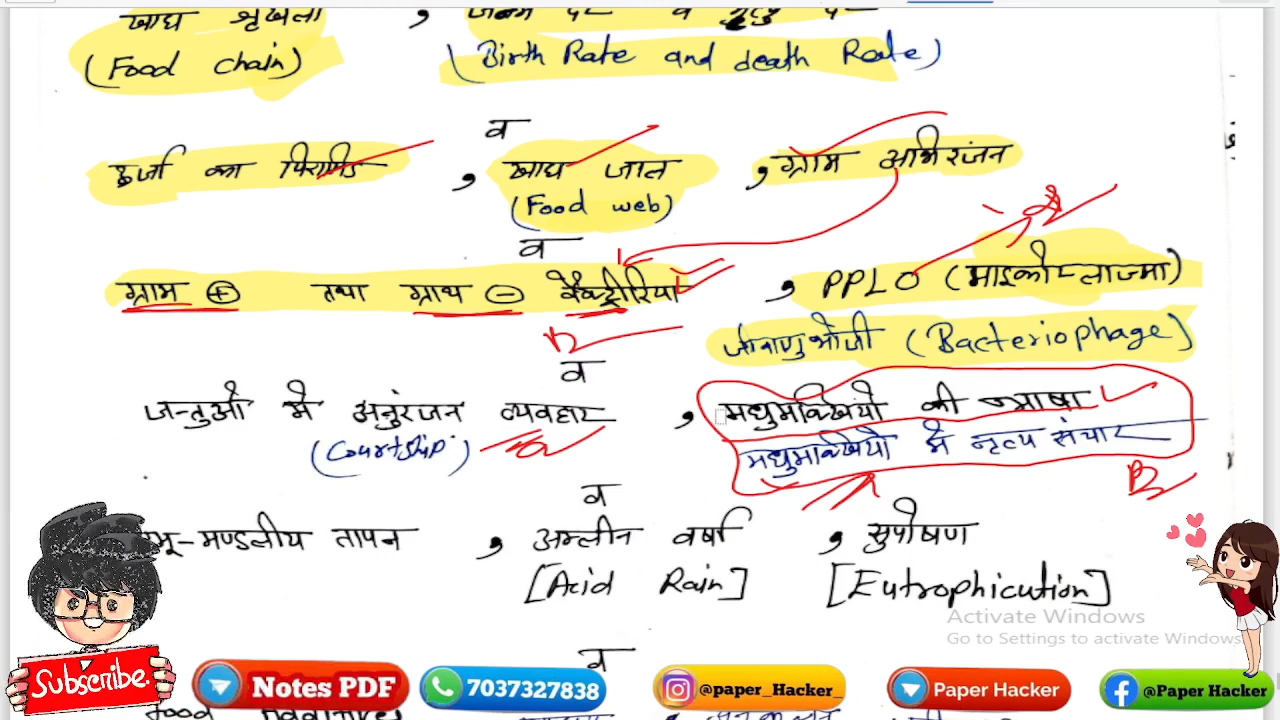 खाद्य श्रृंखला , जन्म दर व मृत्यु दर
(Food chain) (Birth Rate and death Rate)
व
ऊर्जा का पिरामिड , खाद्य जाल , ग्राम अभिरंजन
(Food web)
व
ग्राम ⊕ तथा ग्राम ⊖ बैक्टीरिया , PPLO (माइकोप्लाज्मा)
जीवाणुभोजी (Bacteriophage)
व
जन्तुओ मे अनुरंजन व्यवहार , मधुमक्खियों की भाषा
(Courtship) मधुमक्खियों मे नृत्य संचार
व
भू-मण्डलीय तापन , अम्लीन वर्षा , सुपोषण
[Acid Rain] [Eutrophicution]
Activate Windows
Go to Settings to activate Windows.
व
Subscribe.
Notes PDF
7037327838
@paper_Hacker_
Paper Hacker
@Paper Hacker